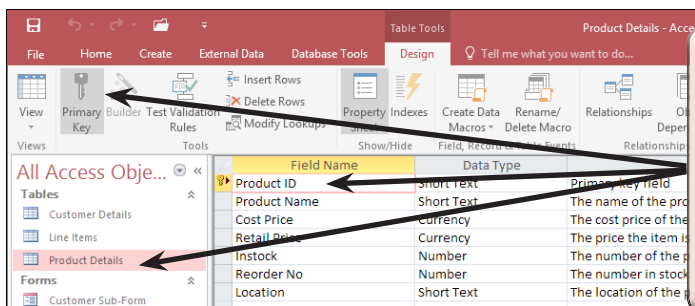 Table Tools
Product Details - Acce
File Home Create External Data Database Tools Design Tell me what you want to do...
View
Primary Key
Builder
Test Validation Rules
Insert Rows
Delete Rows
Modify Lookups
Property
Indexes
Create Data Macros
Rename/ Delete Macro
Relationships
Views Tools Show/Hide Field, Record & Table Events
All Access Obje...
Tables
Customer Details
Line Items
Product Details
Forms
Customer Sub-Form
Field Name Data Type
Product ID Short Text Primary key field
Product Name Short Text The name of the pro
Cost Price Currency The cost price of the
Retail Price Currency The price the item is
Instock Number The number of the p
Reorder No Number The number in stock
Location Short Text The location of the p